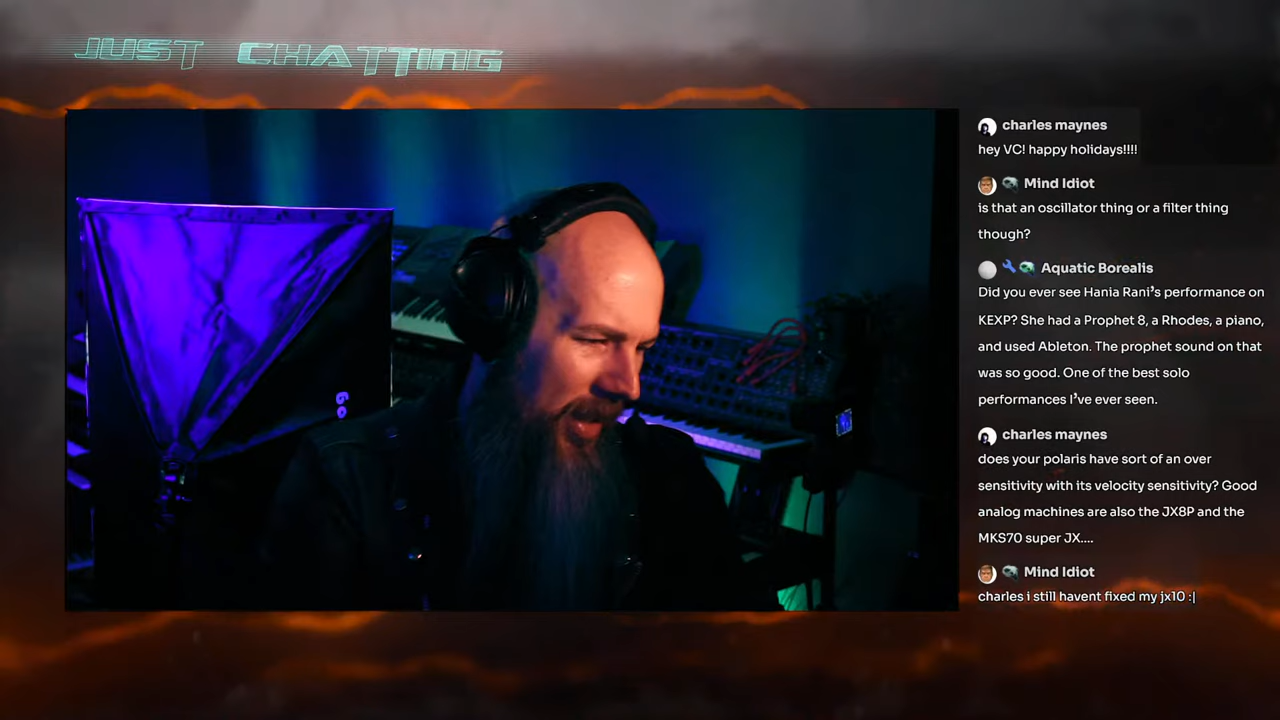 JUST CHATTING
charles maynes
hey VC! happy holidays!!!!
Mind Idiot
is that an oscillator thing or a filter thing
though?
Aquatic Borealis
Did you ever see Hania Rani's performance on
KEXP? She had a Prophet 8, a Rhodes, a piano,
and used Ableton. The prophet sound on that
was so good. One of the best solo
performances I've ever seen.
charles maynes
does your polaris have sort of an over
sensitivity with its velocity sensitivity? Good
analog machines are also the JX8P and the
MKS70 super JX....
Mind Idiot
charles i still havent fixed my jx10 :|